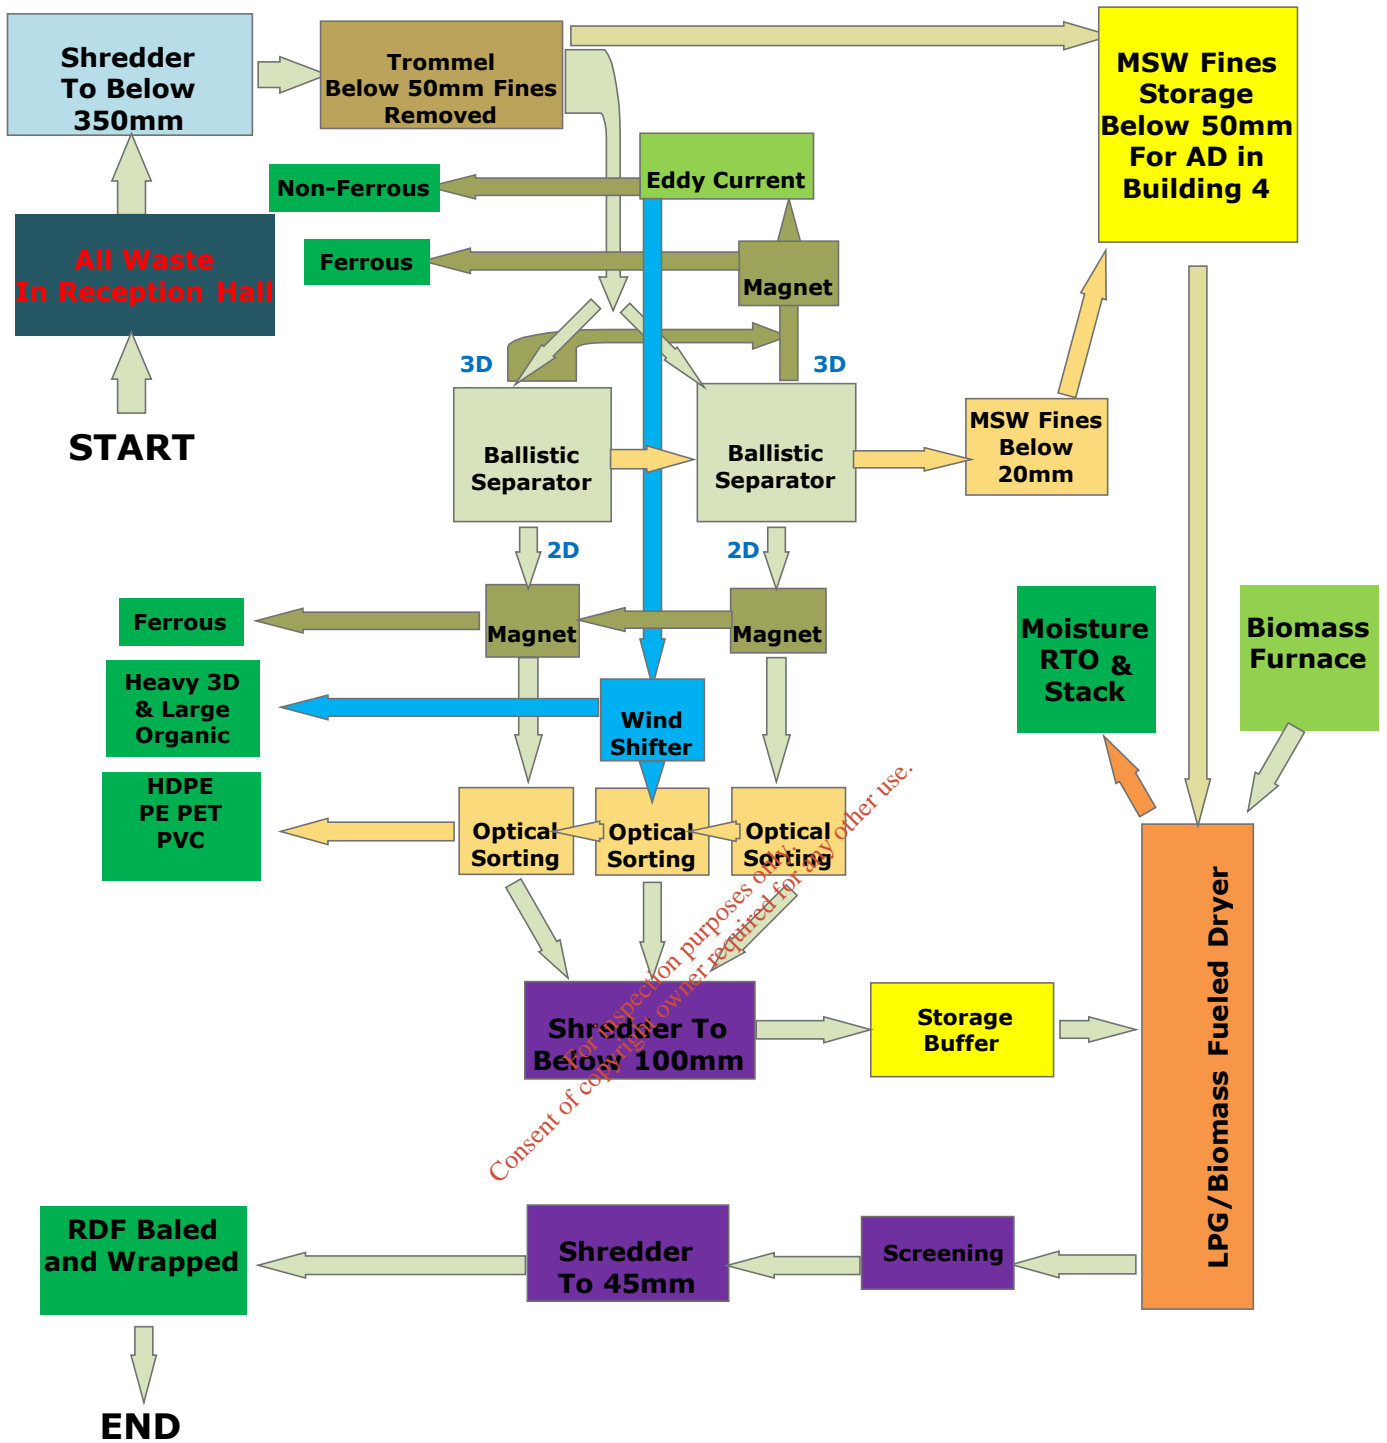 Shredder
To Below
350mm
Trommel
Below 50mm Fines
Removed
MSW Fines
Storage
Below 50mm
For AD in
Building 4
Non-Ferrous
Eddy Current
All Waste
In Reception Hall
Ferrous
Magnet
START
3D
3D
Ballistic
Separator
Ballistic
Separator
MSW Fines
Below
20mm
2D
2D
Ferrous
Magnet
Magnet
Moisture
RTO &
Stack
Biomass
Furnace
Heavy 3D
& Large
Organic
Wind
Shifter
HDPE
PE PET
PVC
Optical
Sorting
Optical
Sorting
Optical
Sorting
For inspection purposes only.
Consent of copyright owner required for any other use.
Shredder To
Below 100mm
Storage
Buffer
LPG/Biomass Fueled Dryer
RDF Baled
and Wrapped
Shredder
To 45mm
Screening
END